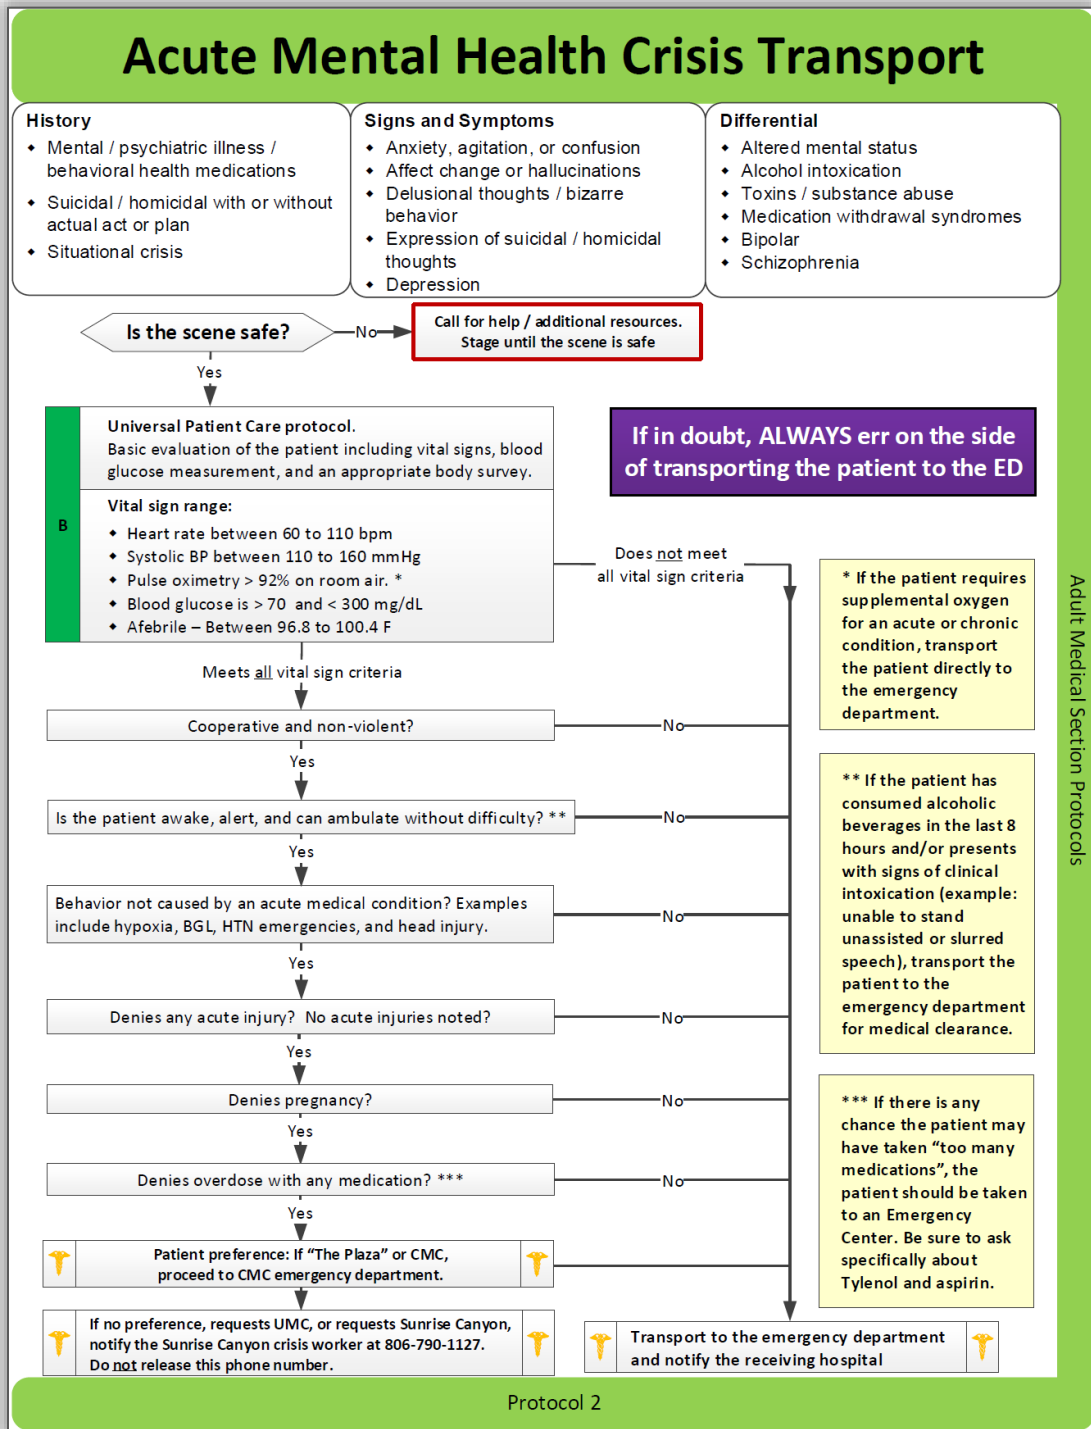 Acute Mental Health Crisis Transport
History
◆ Mental / psychiatric illness /
behavioral health medications
◆ Suicidal / homicidal with or without
actual act or plan
◆ Situational crisis
Signs and Symptoms
◆ Anxiety, agitation, or confusion
◆ Affect change or hallucinations
◆ Delusional thoughts / bizarre
behavior
◆ Expression of suicidal / homicidal
thoughts
◆ Depression
Differential
◆ Altered mental status
◆ Alcohol intoxication
◆ Toxins / substance abuse
◆ Medication withdrawal syndromes
◆ Bipolar
◆ Schizophrenia
Is the scene safe?
No
Call for help / additional resources.
Stage until the scene is safe
Yes
B
Universal Patient Care protocol.
Basic evaluation of the patient including vital signs, blood
glucose measurement, and an appropriate body survey.
Vital sign range:
◆ Heart rate between 60 to 110 bpm
◆ Systolic BP between 110 to 160 mmHg
◆ Pulse oximetry > 92% on room air. *
◆ Blood glucose is > 70 and < 300 mg/dL
◆ Afebrile – Between 96.8 to 100.4 F
If in doubt, ALWAYS err on the side
of transporting the patient to the ED
Does not meet
all vital sign criteria
Meets all vital sign criteria
Cooperative and non-violent?
No
Yes
Is the patient awake, alert, and can ambulate without difficulty? **
No
Yes
Behavior not caused by an acute medical condition? Examples
include hypoxia, BGL, HTN emergencies, and head injury.
No
Yes
Denies any acute injury? No acute injuries noted?
No
Yes
Denies pregnancy?
No
Yes
Denies overdose with any medication? ***
No
Yes
Patient preference: If “The Plaza” or CMC,
proceed to CMC emergency department.
If no preference, requests UMC, or requests Sunrise Canyon,
notify the Sunrise Canyon crisis worker at 806-790-1127.
Do not release this phone number.
Transport to the emergency department
and notify the receiving hospital
* If the patient requires
supplemental oxygen
for an acute or chronic
condition, transport
the patient directly to
the emergency
department.
** If the patient has
consumed alcoholic
beverages in the last 8
hours and/or presents
with signs of clinical
intoxication (example:
unable to stand
unassisted or slurred
speech), transport the
patient to the
emergency department
for medical clearance.
*** If there is any
chance the patient may
have taken “too many
medications”, the
patient should be taken
to an Emergency
Center. Be sure to ask
specifically about
Tylenol and aspirin.
Adult Medical Section Protocols
Protocol 2